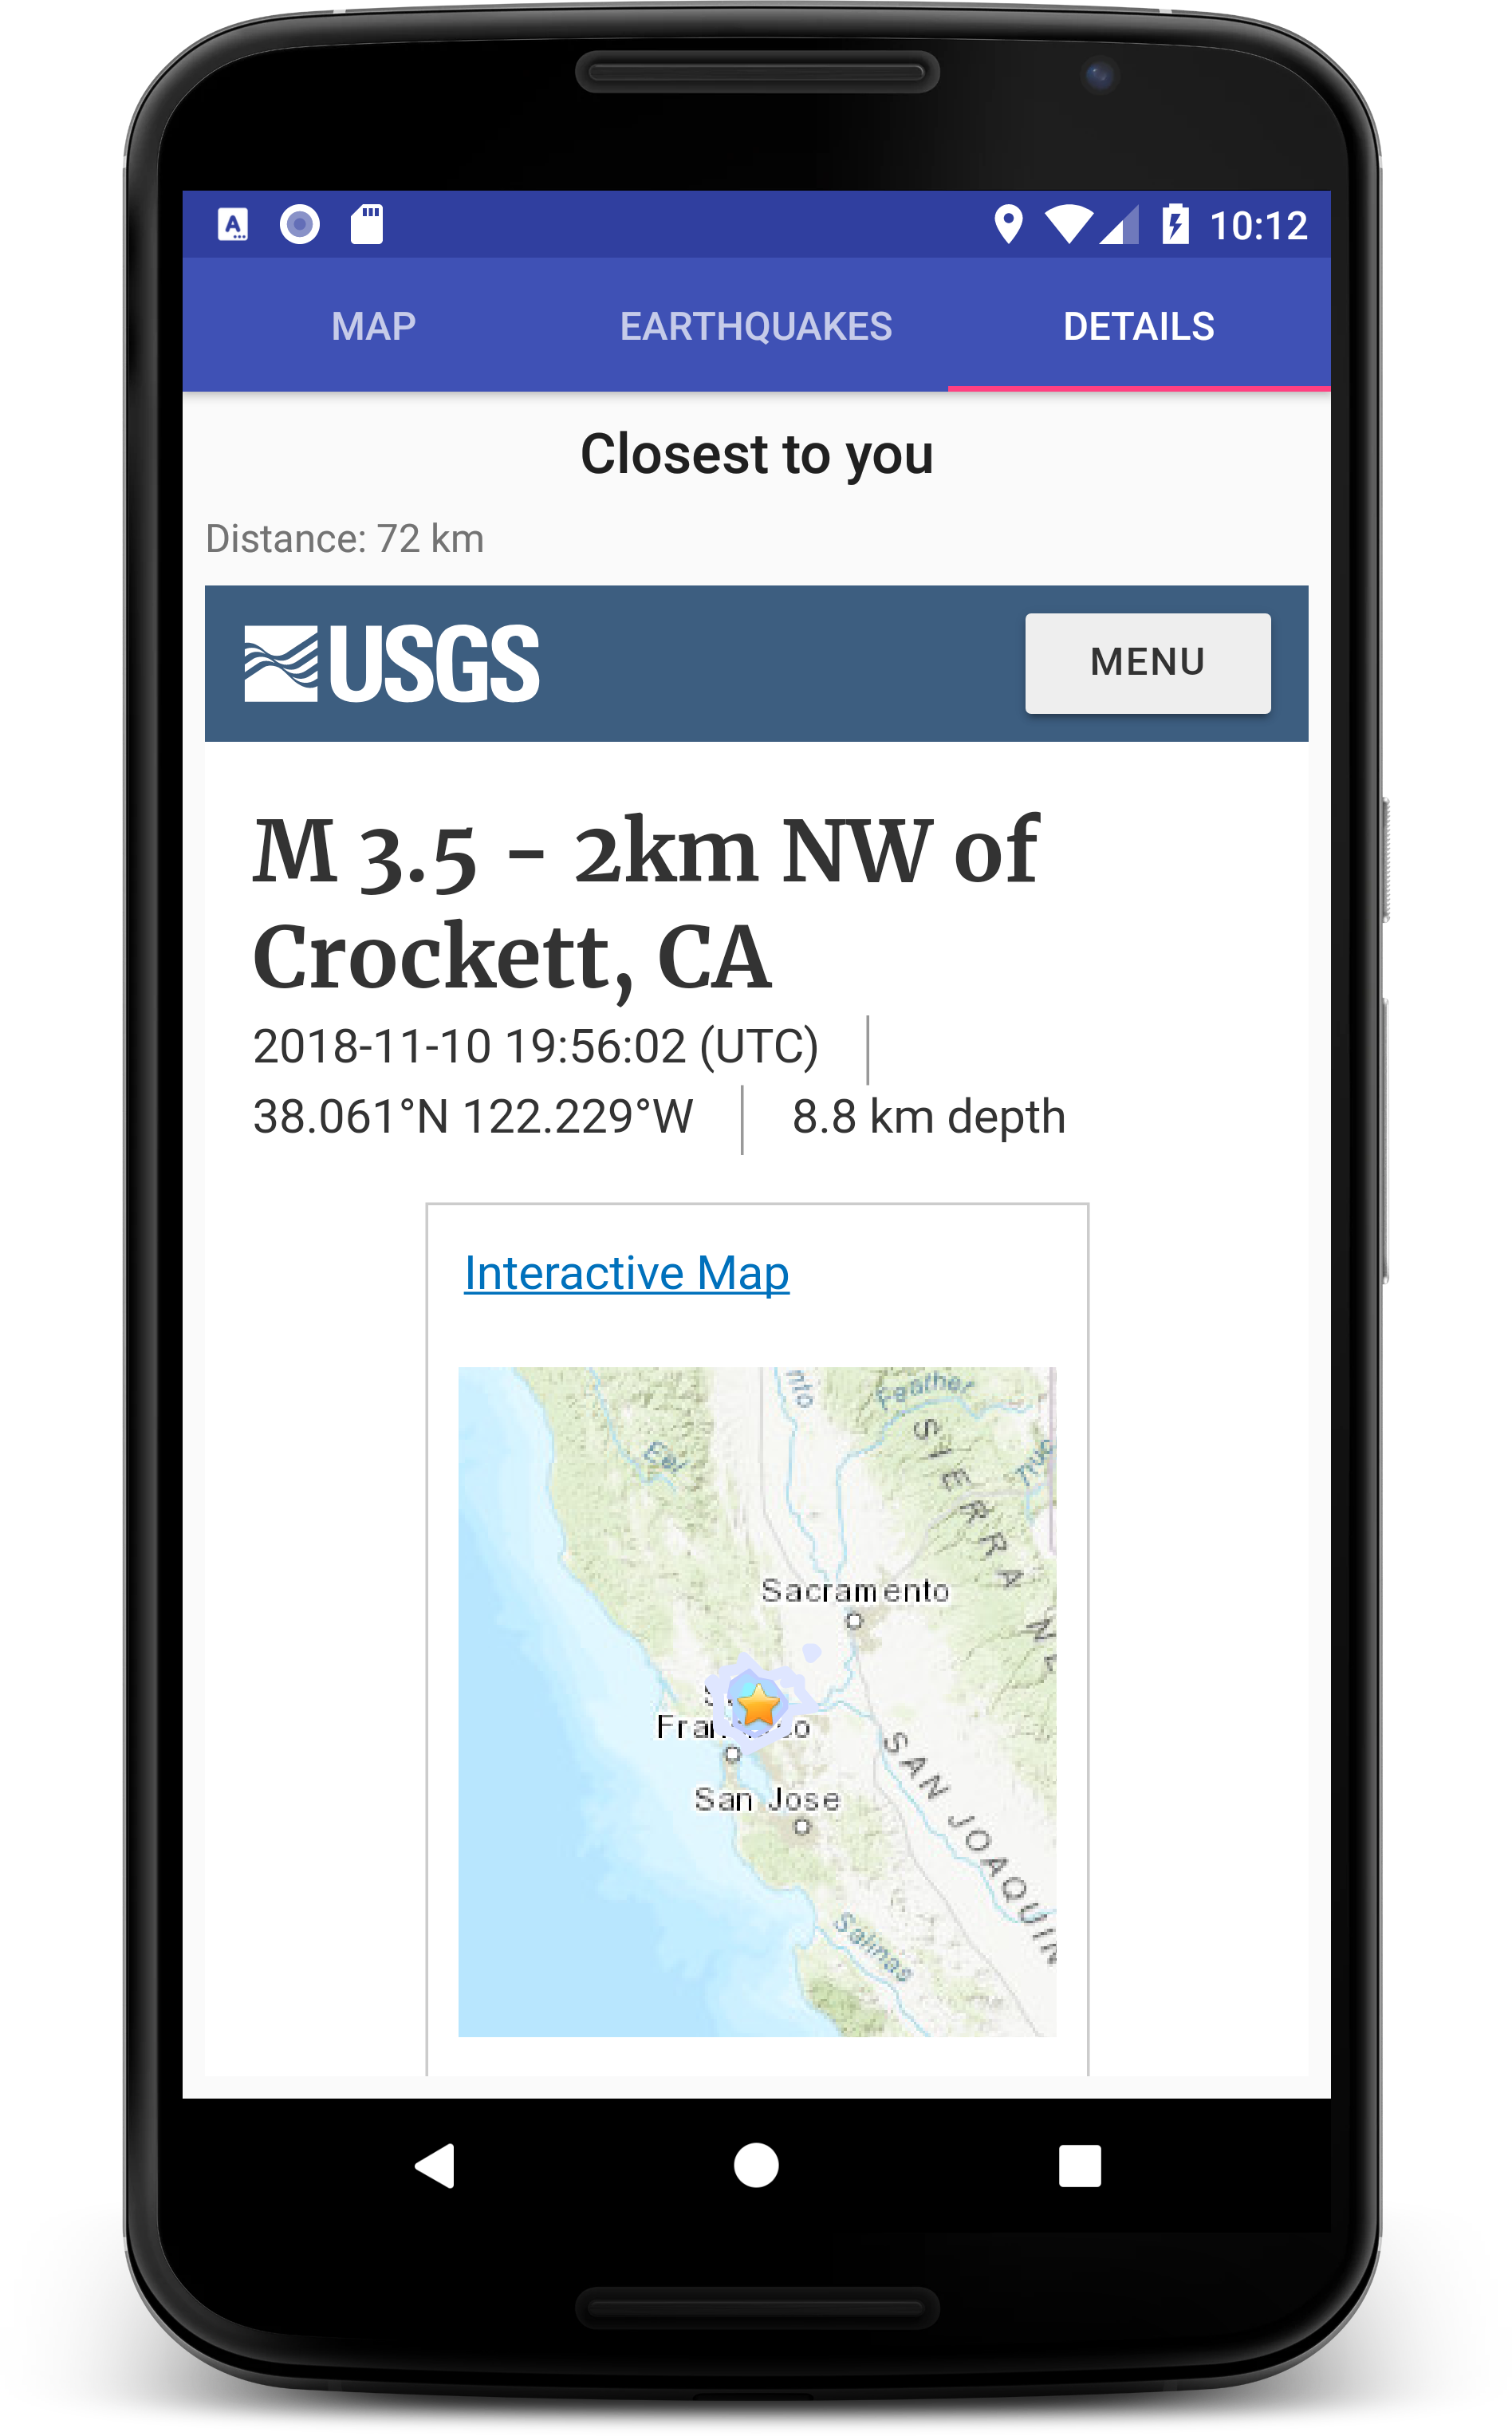 10:12
MAP EARTHQUAKES DETAILS
Closest to you
Distance: 72 km
USGS MENU
M 3.5 - 2km NW of
Crockett, CA
2018-11-10 19:56:02 (UTC)
38.061°N 122.229°W 8.8 km depth
Interactive Map
Feather
Eel
SIERRA
Sacramento
San Jose
SAN JOAQUIN
Salinas